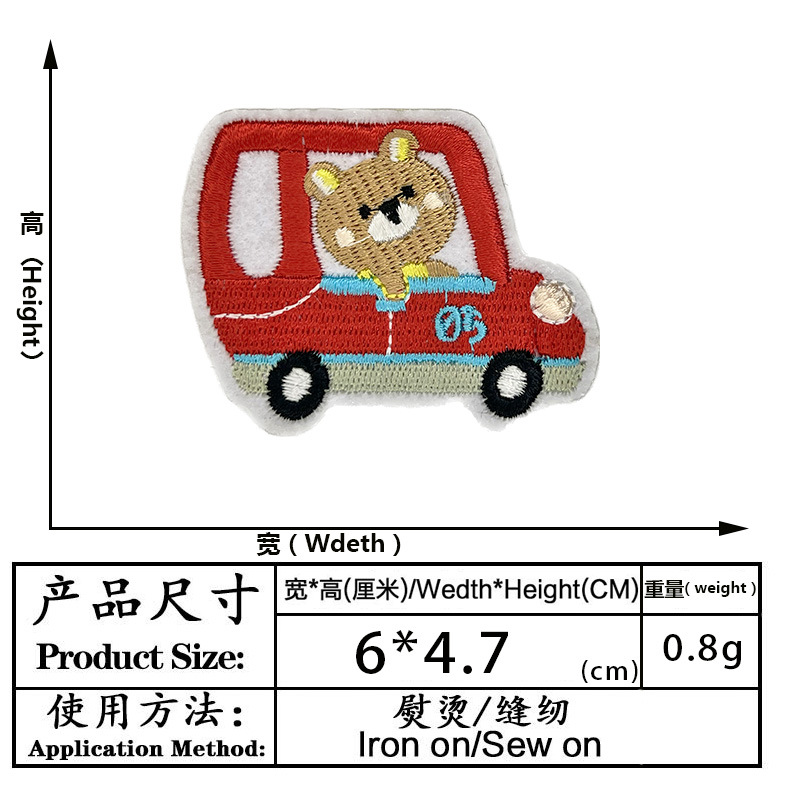 高（Height）
05
宽（Wdeth）
产品尺寸
Product Size:
宽*高(厘米)/Wedth*Height(CM)
重量( weight )
6*4.7 (cm)
0.8g
使用方法：
Application Method:
熨烫/缝纫
Iron on/Sew on